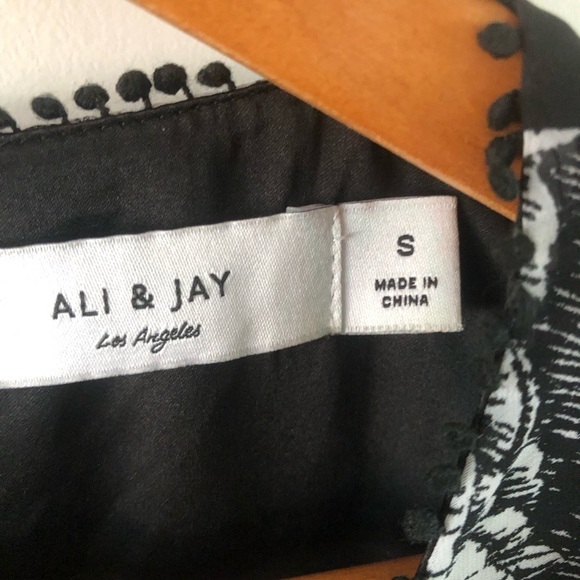 ALI & JAY
Los Angeles
S
MADE IN
CHINA